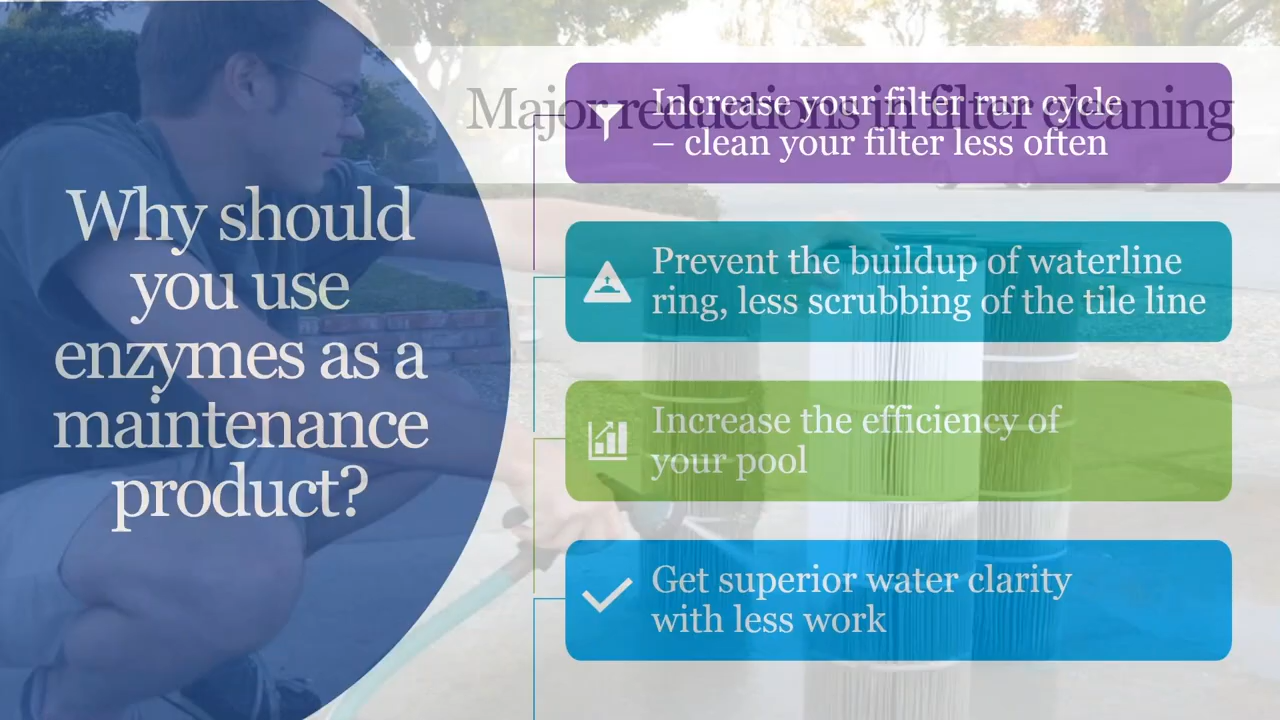 Why should
you use
enzymes as a
maintenance
product?
Major reductions in filter cleaning
Increase your filter run cycle
– clean your filter less often
Prevent the buildup of waterline
ring, less scrubbing of the tile line
Increase the efficiency of
your pool
Get superior water clarity
with less work